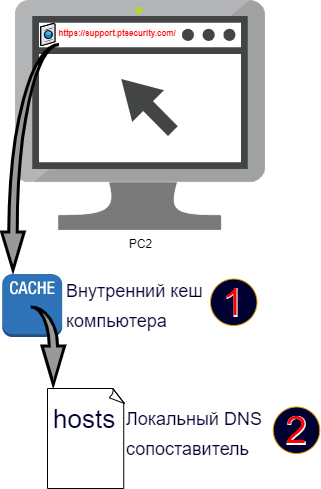 https://support.ptsecurity.com/
PC2
CACHE
Внутренний кеш
компьютера
1
hosts
Локальный DNS
сопоставитель
2